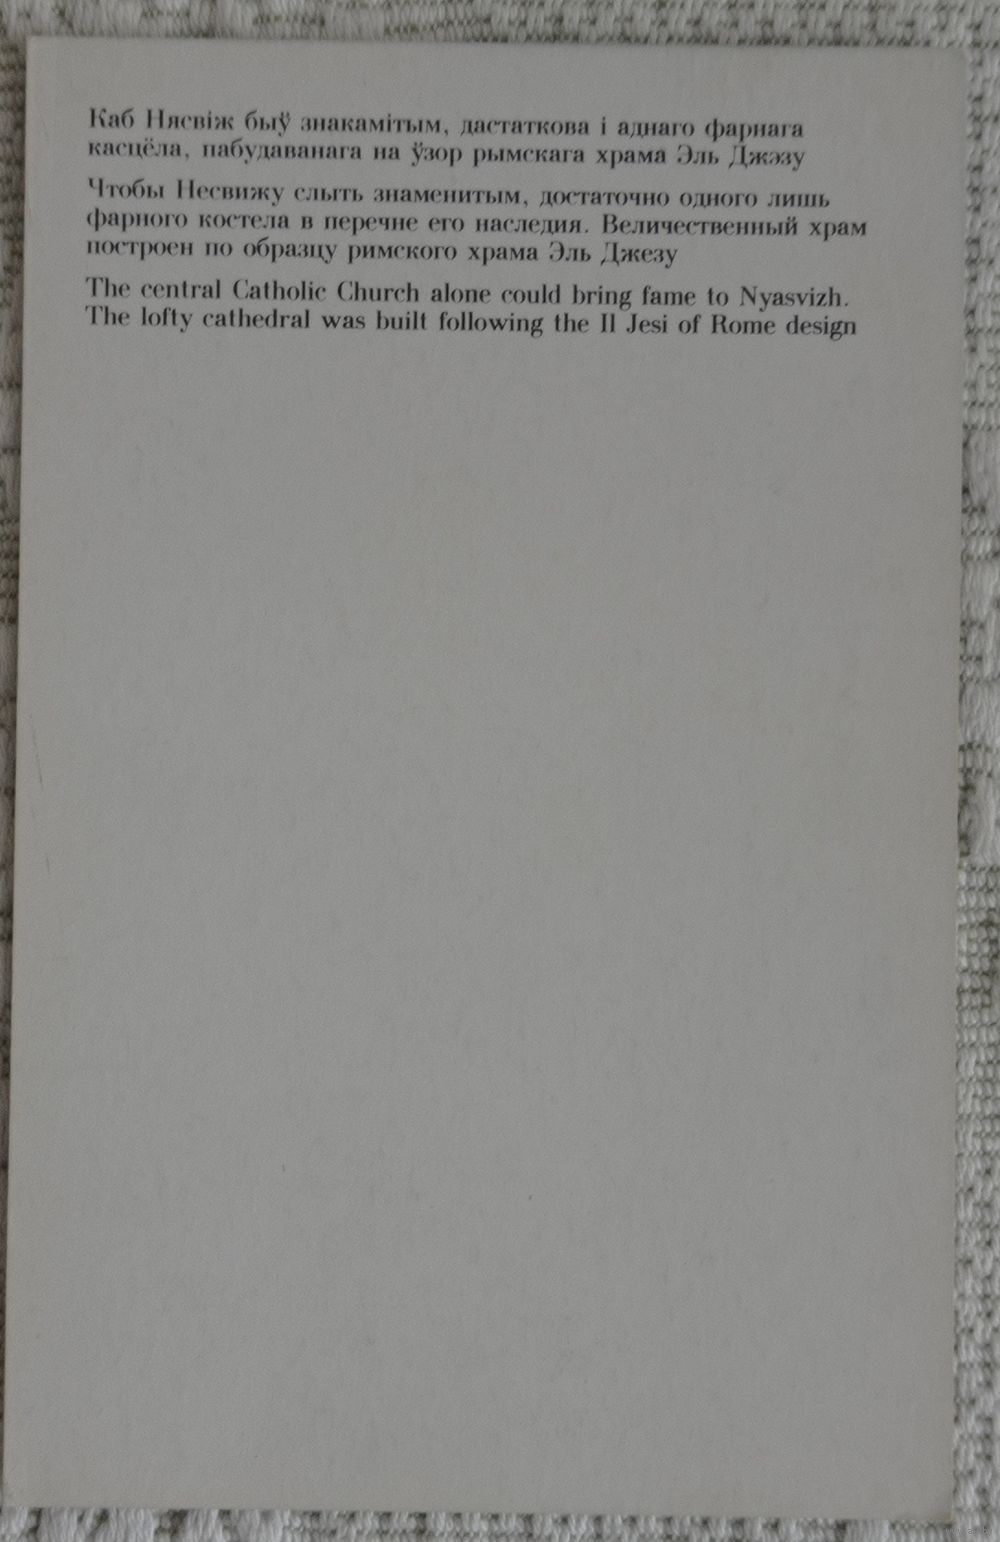 Каб Нясвіж быў знакамітым, дастаткова і аднаго фарнага
касцёла, пабудаванага на ўзор рымскага храма Эль Джэзу
Чтобы Несвижу слыть знаменитым, достаточно одного лишь
фарного костела в перечне его наследия. Величественный храм
построен по образцу римского храма Эль Джезу
The central Catholic Church alone could bring fame to Nyasvizh.
The lofty cathedral was built following the Il Jesi of Rome design